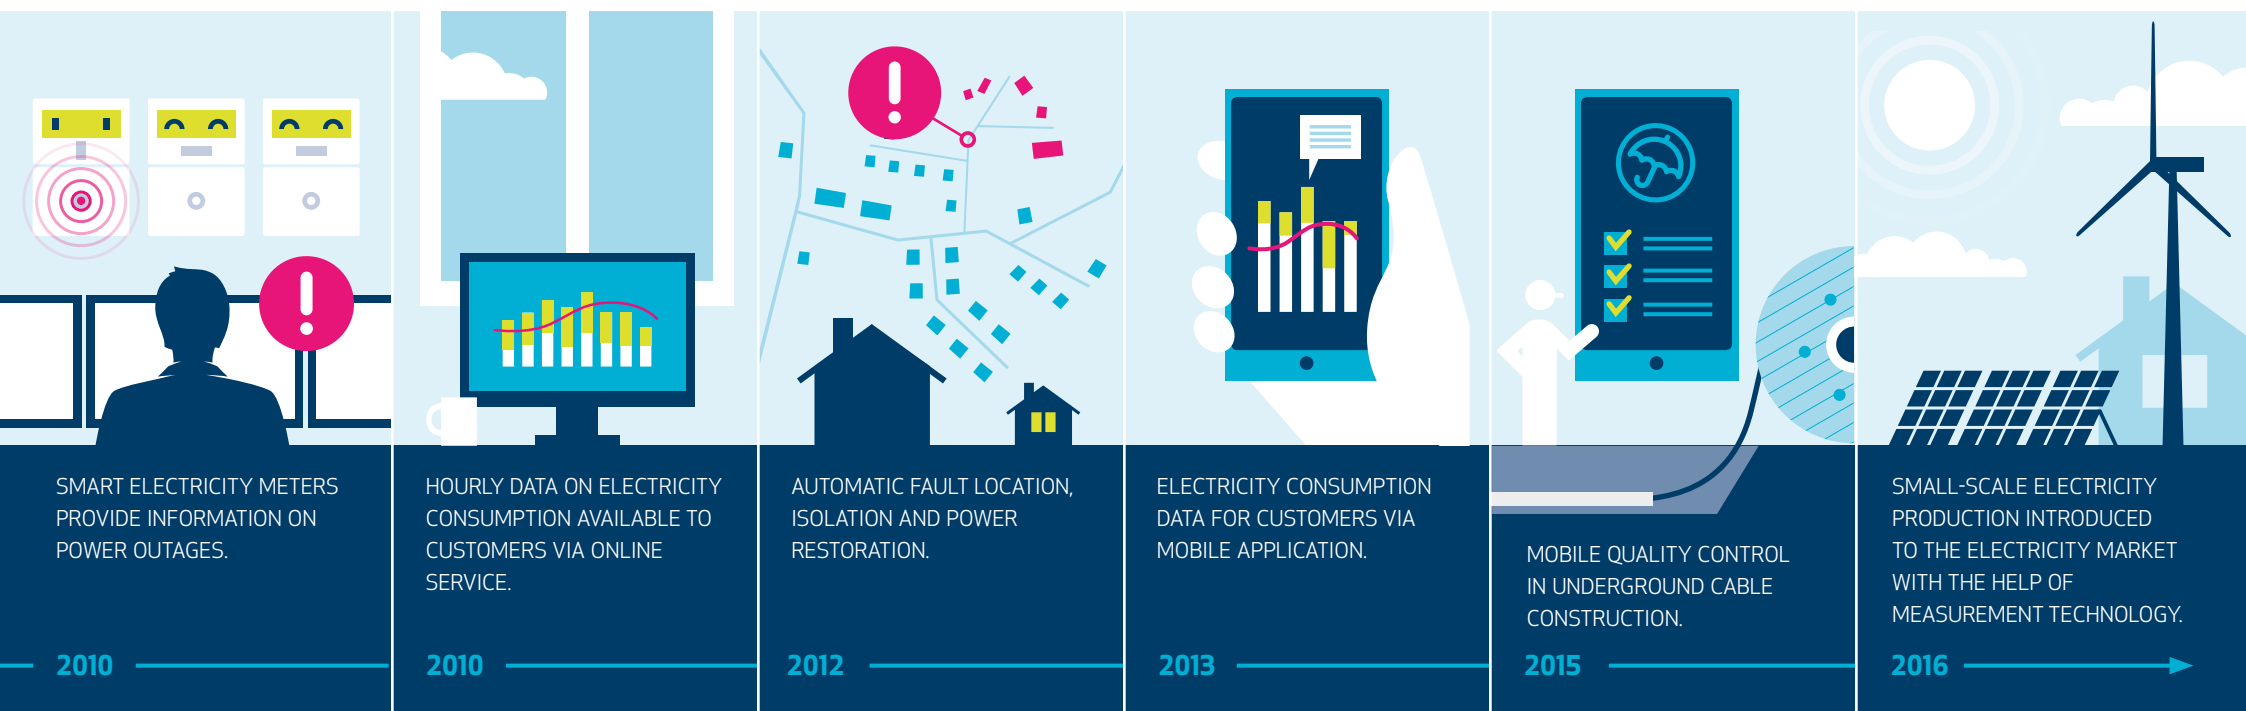 SMART ELECTRICITY METERS
PROVIDE INFORMATION ON
POWER OUTAGES.
2010
HOURLY DATA ON ELECTRICITY
CONSUMPTION AVAILABLE TO
CUSTOMERS VIA ONLINE
SERVICE.
2010
AUTOMATIC FAULT LOCATION,
ISOLATION AND POWER
RESTORATION.
2012
ELECTRICITY CONSUMPTION
DATA FOR CUSTOMERS VIA
MOBILE APPLICATION.
2013
MOBILE QUALITY CONTROL
IN UNDERGROUND CABLE
CONSTRUCTION.
2015
SMALL-SCALE ELECTRICITY
PRODUCTION INTRODUCED
TO THE ELECTRICITY MARKET
WITH THE HELP OF
MEASUREMENT TECHNOLOGY.
2016